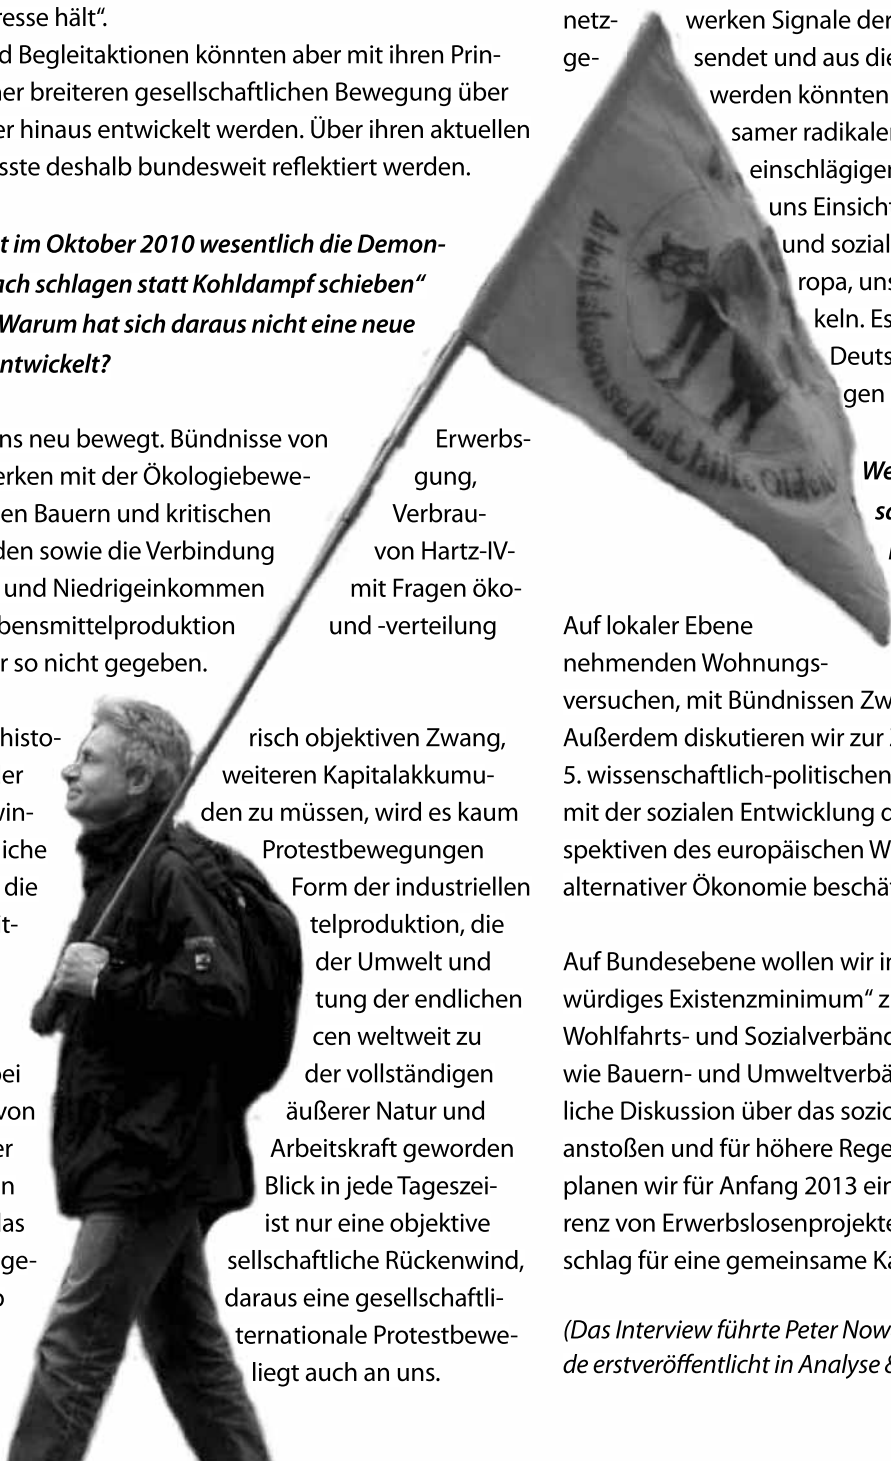 resse hält“.
d Begleitaktionen könnten aber mit ihren Prin-
er breiteren gesellschaftlichen Bewegung über
er hinaus entwickelt werden. Über ihren aktuellen
sste deshalb bundesweit reflektiert werden.
t im Oktober 2010 wesentlich die Demon-
ach schlagen statt Kohldampf schieben“
Warum hat sich daraus nicht eine neue
ntwickelt?
ns neu bewegt. Bündnisse von Erwerbs-
erken mit der Ökologiebewe- gung,
en Bauern und kritischen Verbrau-
den sowie die Verbindung von Hartz-IV-
und Niedrigeinkommen mit Fragen öko-
bensmittelproduktion und -verteilung
r so nicht gegeben.
histo- risch objektiven Zwang,
er weiteren Kapitalakkumu-
vin- den zu müssen, wird es kaum
iche Protestbewegungen
die Form der industriellen
it- telproduktion, die
der Umwelt und
tung der endlichen
cen weltweit zu
ei der vollständigen
von äußerer Natur und
er Arbeitskraft geworden
n Blick in jede Tageszei-
las ist nur eine objektive
ge- sellschaftliche Rückenwind,
daraus eine gesellschaftli-
ternationale Protestbewe-
liegt auch an uns.
netz- werken Signale der
ge- sendet und aus die
werden könnten
samer radikaler
einschlägigen
uns Einsicht
und sozial
ropa, uns
keln. Es
Deuts
gen
We
sc
Auf lokaler Ebene
nehmenden Wohnungs-
versuchen, mit Bündnissen Zw
Außerdem diskutieren wir zur Z
5. wissenschaftlich-politischen
mit der sozialen Entwicklung d
spektiven des europäischen W
alternativer Ökonomie beschä
Auf Bundesebene wollen wir i
würdiges Existenzminimum“ z
Wohlfahrts- und Sozialverbänd
wie Bauern- und Umweltverbä
liche Diskussion über das sozio
anstoßen und für höhere Rege
planen wir für Anfang 2013 ein
renz von Erwerbslosenprojekte
schlag für eine gemeinsame Ka
(Das Interview führte Peter Now
de erstveröffentlicht in Analyse &
Arbeitslosenselbsthilfe Oldenb